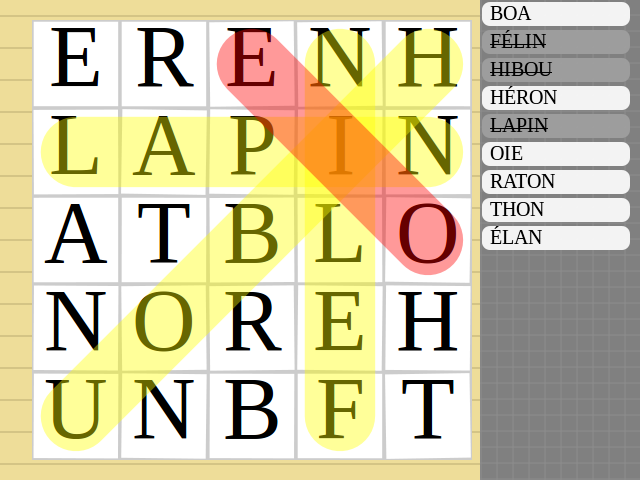 E R E N H
L A P I N
A T B L O
N O R E H
U N B F T
BOA
FÉLIN
HIBOU
HÉRON
LAPIN
OIE
RATON
THON
ÉLAN